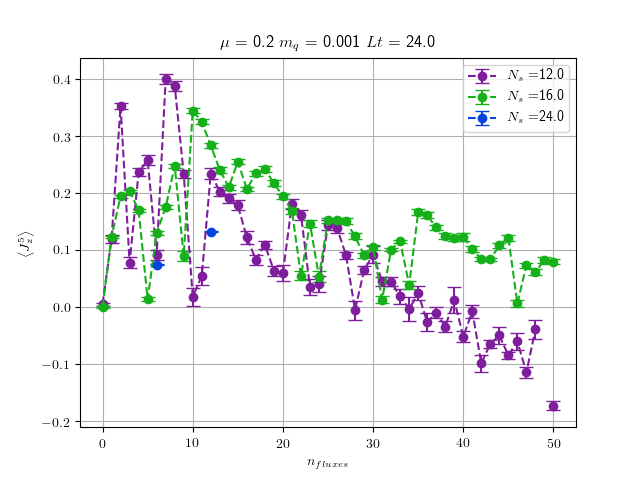 μ = 0.2 m_q = 0.001 Lt = 24.0
N_s =12.0
N_s =16.0
N_s =24.0
⟨J_z^5⟩
0.4
0.3
0.2
0.1
0.0
−0.1
−0.2
0 10 20 30 40 50
n_{fluxes}